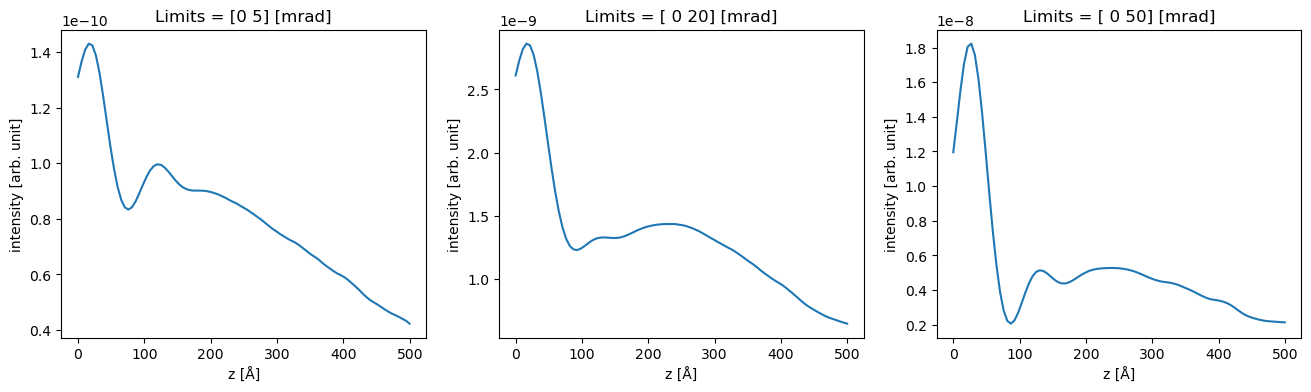 Limits = [0 5] [mrad]
1e−10
intensity [arb. unit]
1.4
1.2
1.0
0.8
0.6
0.4
0 100 200 300 400 500
z [Å]
Limits = [ 0 20] [mrad]
1e−9
intensity [arb. unit]
2.5
2.0
1.5
1.0
0 100 200 300 400 500
z [Å]
Limits = [ 0 50] [mrad]
1e−8
intensity [arb. unit]
1.8
1.6
1.4
1.2
1.0
0.8
0.6
0.4
0.2
0 100 200 300 400 500
z [Å]